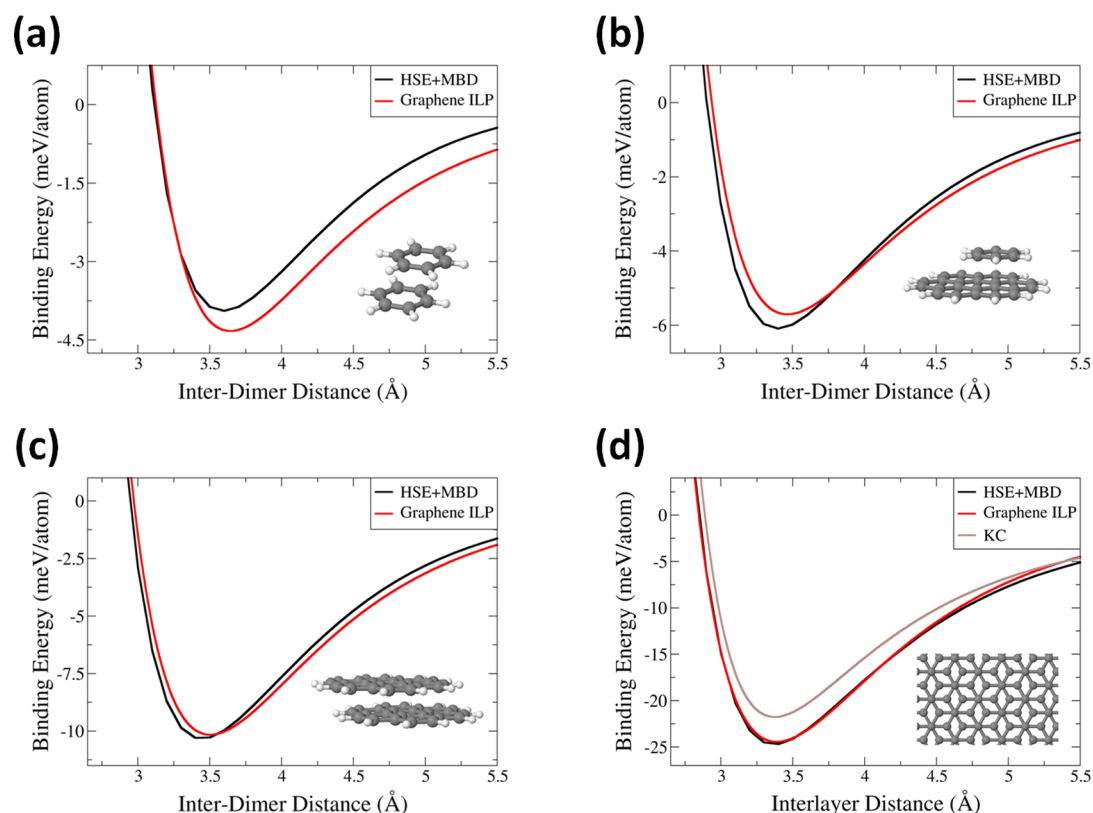 (a)
HSE+MBD
Graphene ILP
Binding Energy (meV/atom)
0
-1.5
-3
-4.5
3
3.5
4
4.5
5
5.5
Inter-Dimer Distance (Å)
(b)
HSE+MBD
Graphene ILP
Binding Energy (meV/atom)
0
-2
-4
-6
3
3.5
4
4.5
5
5.5
Inter-Dimer Distance (Å)
(c)
HSE+MBD
Graphene ILP
Binding Energy (meV/atom)
0
-2.5
-5
-7.5
-10
3
3.5
4
4.5
5
5.5
Inter-Dimer Distance (Å)
(d)
HSE+MBD
Graphene ILP
KC
Binding Energy (meV/atom)
0
-5
-10
-15
-20
-25
3
3.5
4
4.5
5
5.5
Interlayer Distance (Å)